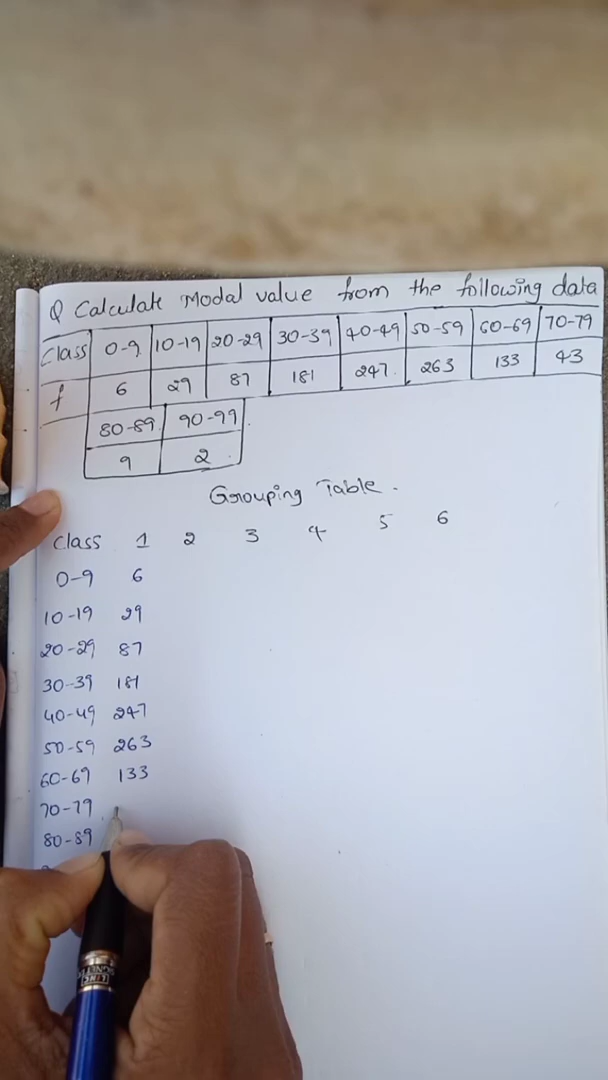 Q Calculate Modal value from the following data
Class 0-9 10-19 20-29 30-39 40-49 50-59 60-69 70-79
f 6 29 87 181 247 263 133 43
80-89 90-99
9 2
Grouping Table.
Class 1 2 3 4 5 6
0-9 6
10-19 29
20-29 87
30-39 181
40-49 247
50-59 263
60-69 133
70-79
80-89